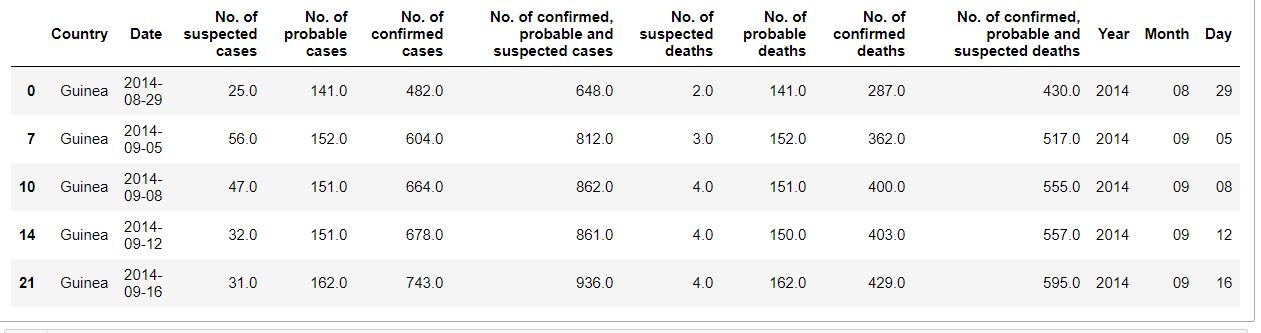 Country Date No. of suspected cases No. of probable cases No. of confirmed cases No. of confirmed, probable and suspected cases No. of suspected deaths No. of probable deaths No. of confirmed deaths No. of confirmed, probable and suspected deaths Year Month Day
0 Guinea 2014-08-29 25.0 141.0 482.0 648.0 2.0 141.0 287.0 430.0 2014 08 29
7 Guinea 2014-09-05 56.0 152.0 604.0 812.0 3.0 152.0 362.0 517.0 2014 09 05
10 Guinea 2014-09-08 47.0 151.0 664.0 862.0 4.0 151.0 400.0 555.0 2014 09 08
14 Guinea 2014-09-12 32.0 151.0 678.0 861.0 4.0 150.0 403.0 557.0 2014 09 12
21 Guinea 2014-09-16 31.0 162.0 743.0 936.0 4.0 162.0 429.0 595.0 2014 09 16